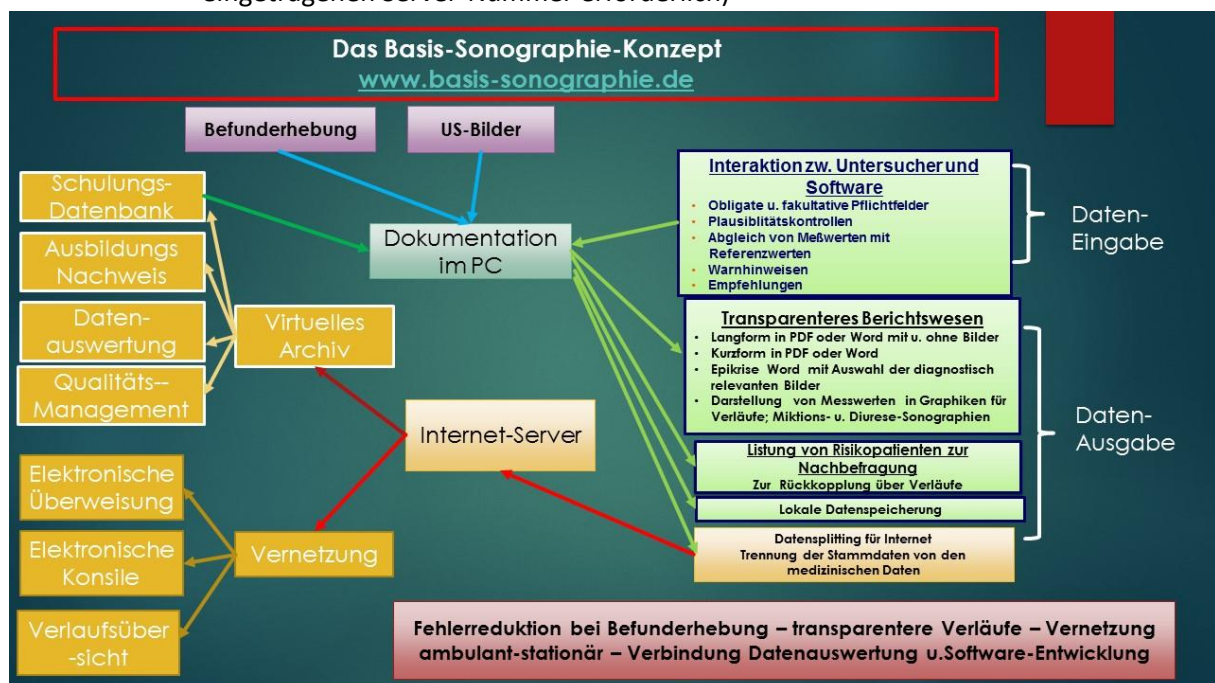 eingetragenen Server-Nummer erforderlich)
Das Basis-Sonographie-Konzept
www.basis-sonographie.de
Befunderhebung
US-Bilder
Schulungs-
Datenbank
Ausbildungs
Nachweis
Daten-
auswertung
Qualitäts--
Management
Virtuelles
Archiv
Dokumentation
im PC
Internet-Server
Elektronische
Überweisung
Elektronische
Konsile
Verlaufsüber
-sicht
Vernetzung
Interaktion zw. Untersucher und
Software
• Obligate u. fakultative Pflichtfelder
• Plausiblitätskontrollen
• Abgleich von Meßwerten mit
Referenzwerten
• Warnhinweisen
• Empfehlungen
Daten-
Eingabe
Transparenteres Berichtswesen
• Langform in PDF oder Word mit u. ohne Bilder
• Kurzform in PDF oder Word
• Epikrise Word mit Auswahl der diagnostisch
relevanten Bilder
• Darstellung von Messwerten in Graphiken für
Verläufe; Miktions- u. Diurese-Sonographien
Listung von Risikopatienten zur
Nachbefragung
Zur Rückkopplung über Verläufe
Lokale Datenspeicherung
Datensplitting für Internet
Trennung der Stammdaten von den
medizinischen Daten
Daten-
Ausgabe
Fehlerreduktion bei Befunderhebung – transparentere Verläufe – Vernetzung
ambulant-stationär – Verbindung Datenauswertung u.Software-Entwicklung